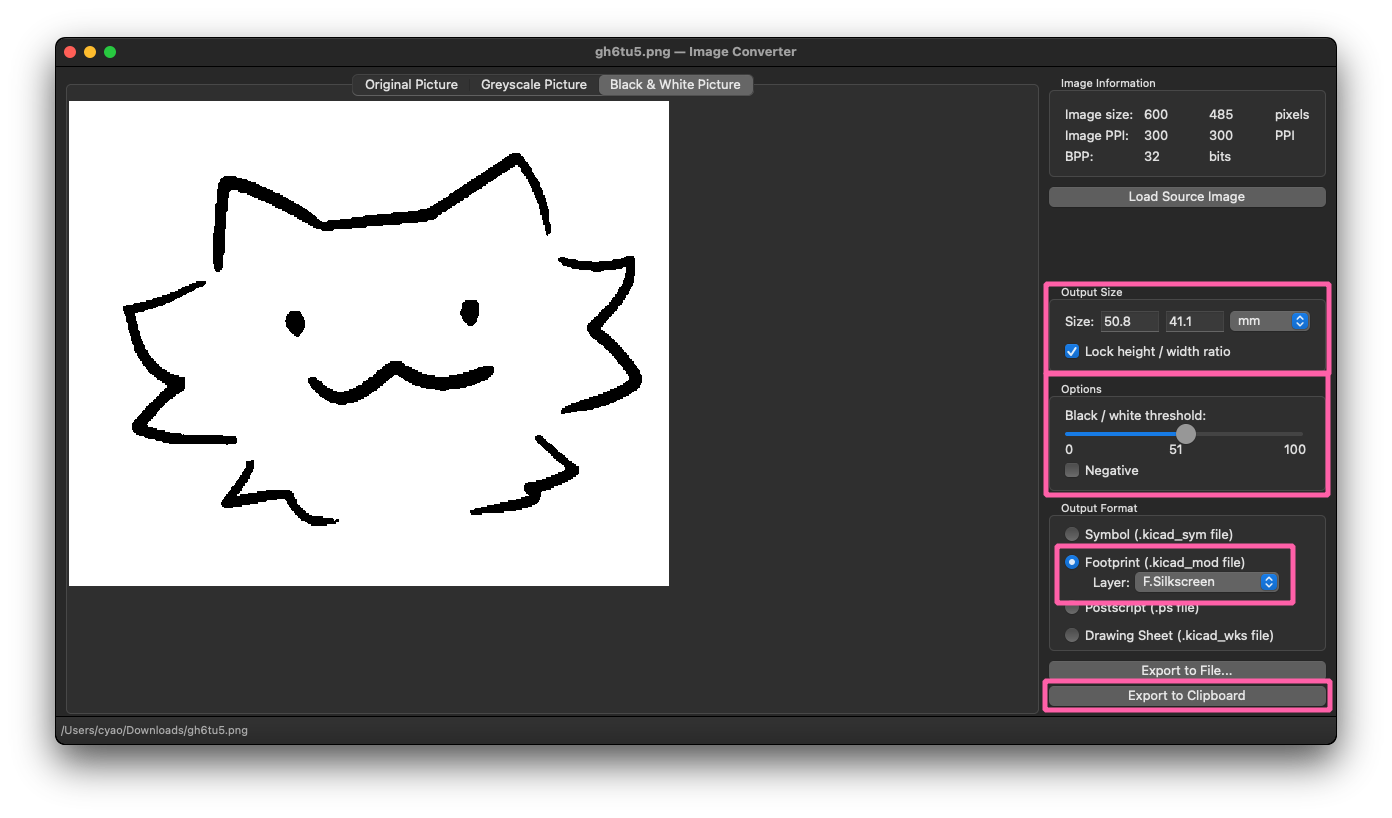 gh6tu5.png — Image Converter
Original Picture Greyscale Picture Black & White Picture
Image Information
Image size: 600 485 pixels
Image PPI: 300 300 PPI
BPP: 32 bits
Load Source Image
Output Size
Size: 50.8 41.1 mm
Lock height / width ratio
Options
Black / white threshold:
0 51 100
Negative
Output Format
Symbol (.kicad_sym file)
Footprint (.kicad_mod file)
Layer: F.Silkscreen
Postscript (.ps file)
Drawing Sheet (.kicad_wks file)
Export to File...
Export to Clipboard
/Users/cyao/Downloads/gh6tu5.png